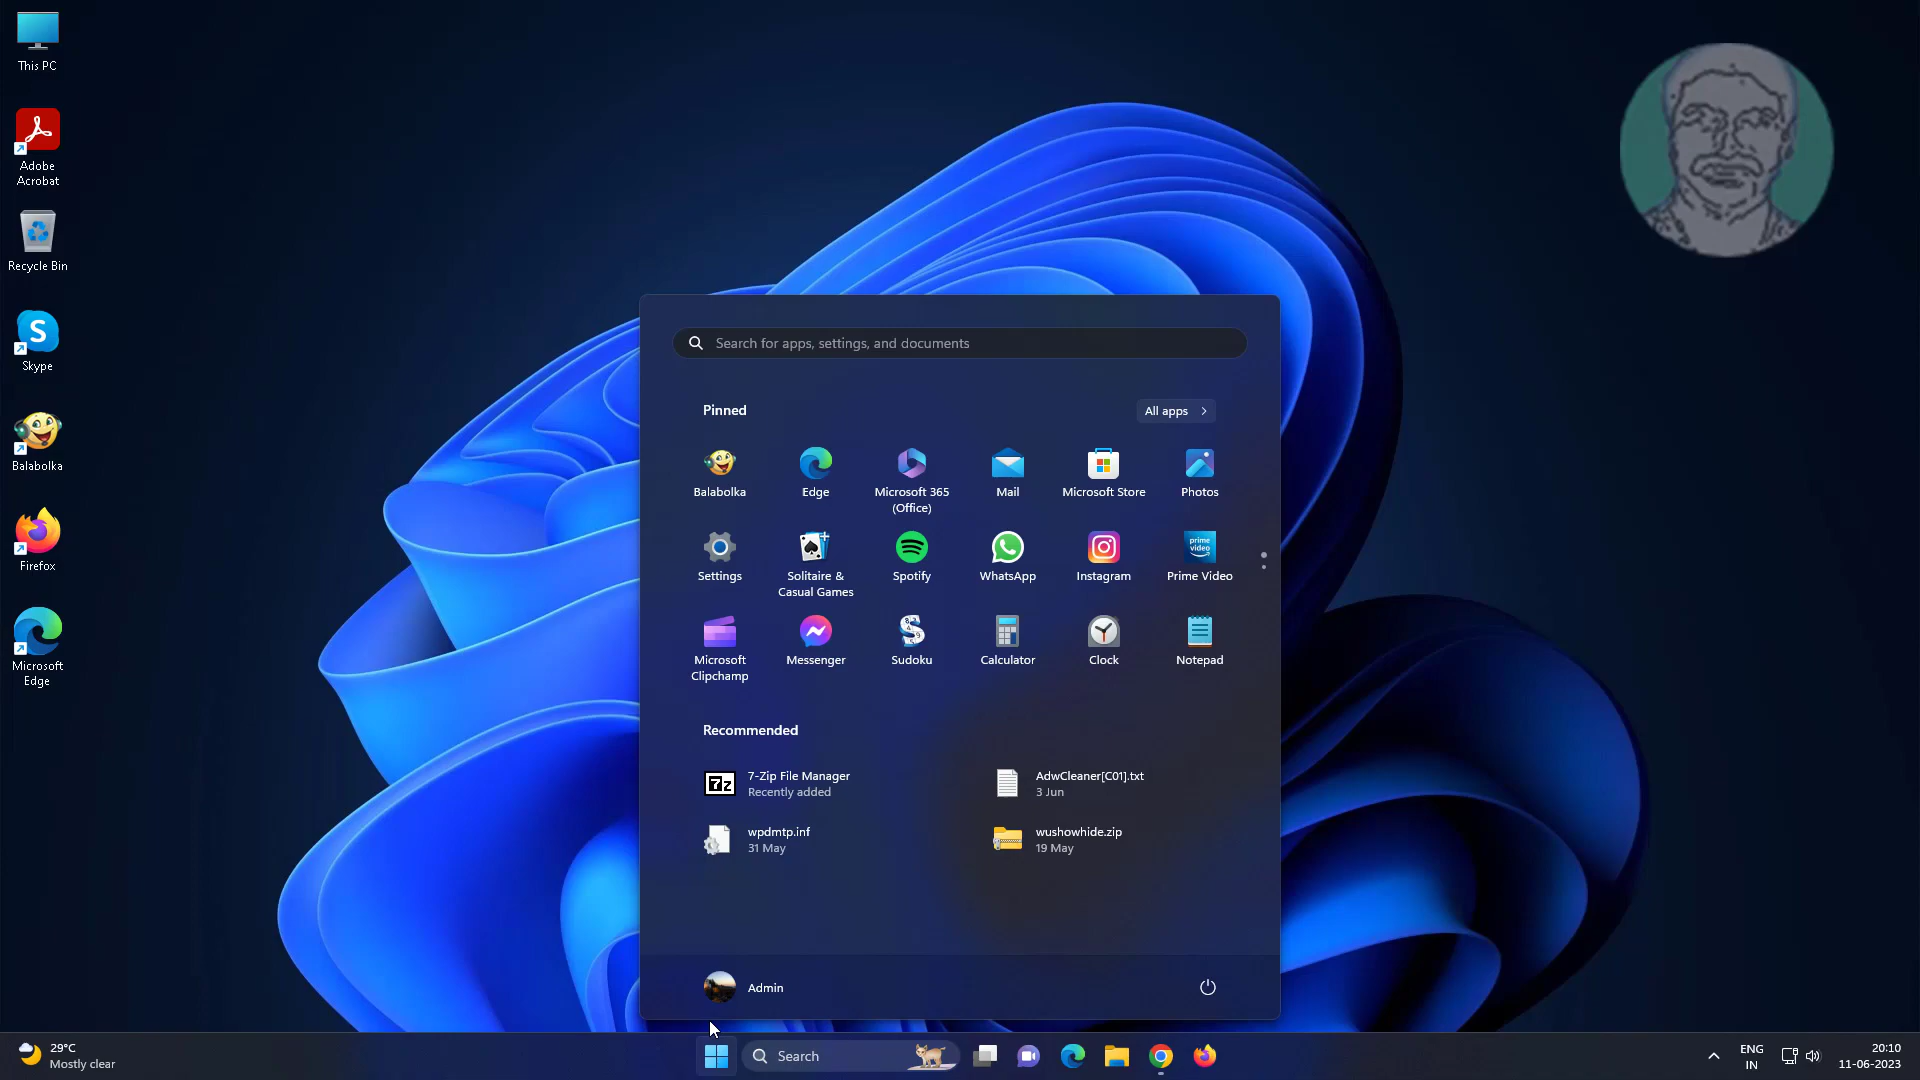 This PC
Adobe
Acrobat
Recycle Bin
Skype
Balabolka
Firefox
Microsoft
Edge
Search for apps, settings, and documents
Pinned
All apps
Balabolka
Edge
Microsoft 365
(Office)
Mail
Microsoft Store
Photos
Settings
Solitaire &
Casual Games
Spotify
WhatsApp
Instagram
prime
video
Prime Video
Microsoft
Clipchamp
Messenger
Sudoku
Calculator
Clock
Notepad
Recommended
7-Zip File Manager
Recently added
AdwCleaner[C01].txt
3 Jun
wpdmtp.inf
31 May
wushowhide.zip
19 May
Admin
29°C
Mostly clear
Search
ENG
IN
20:10
11-06-2023